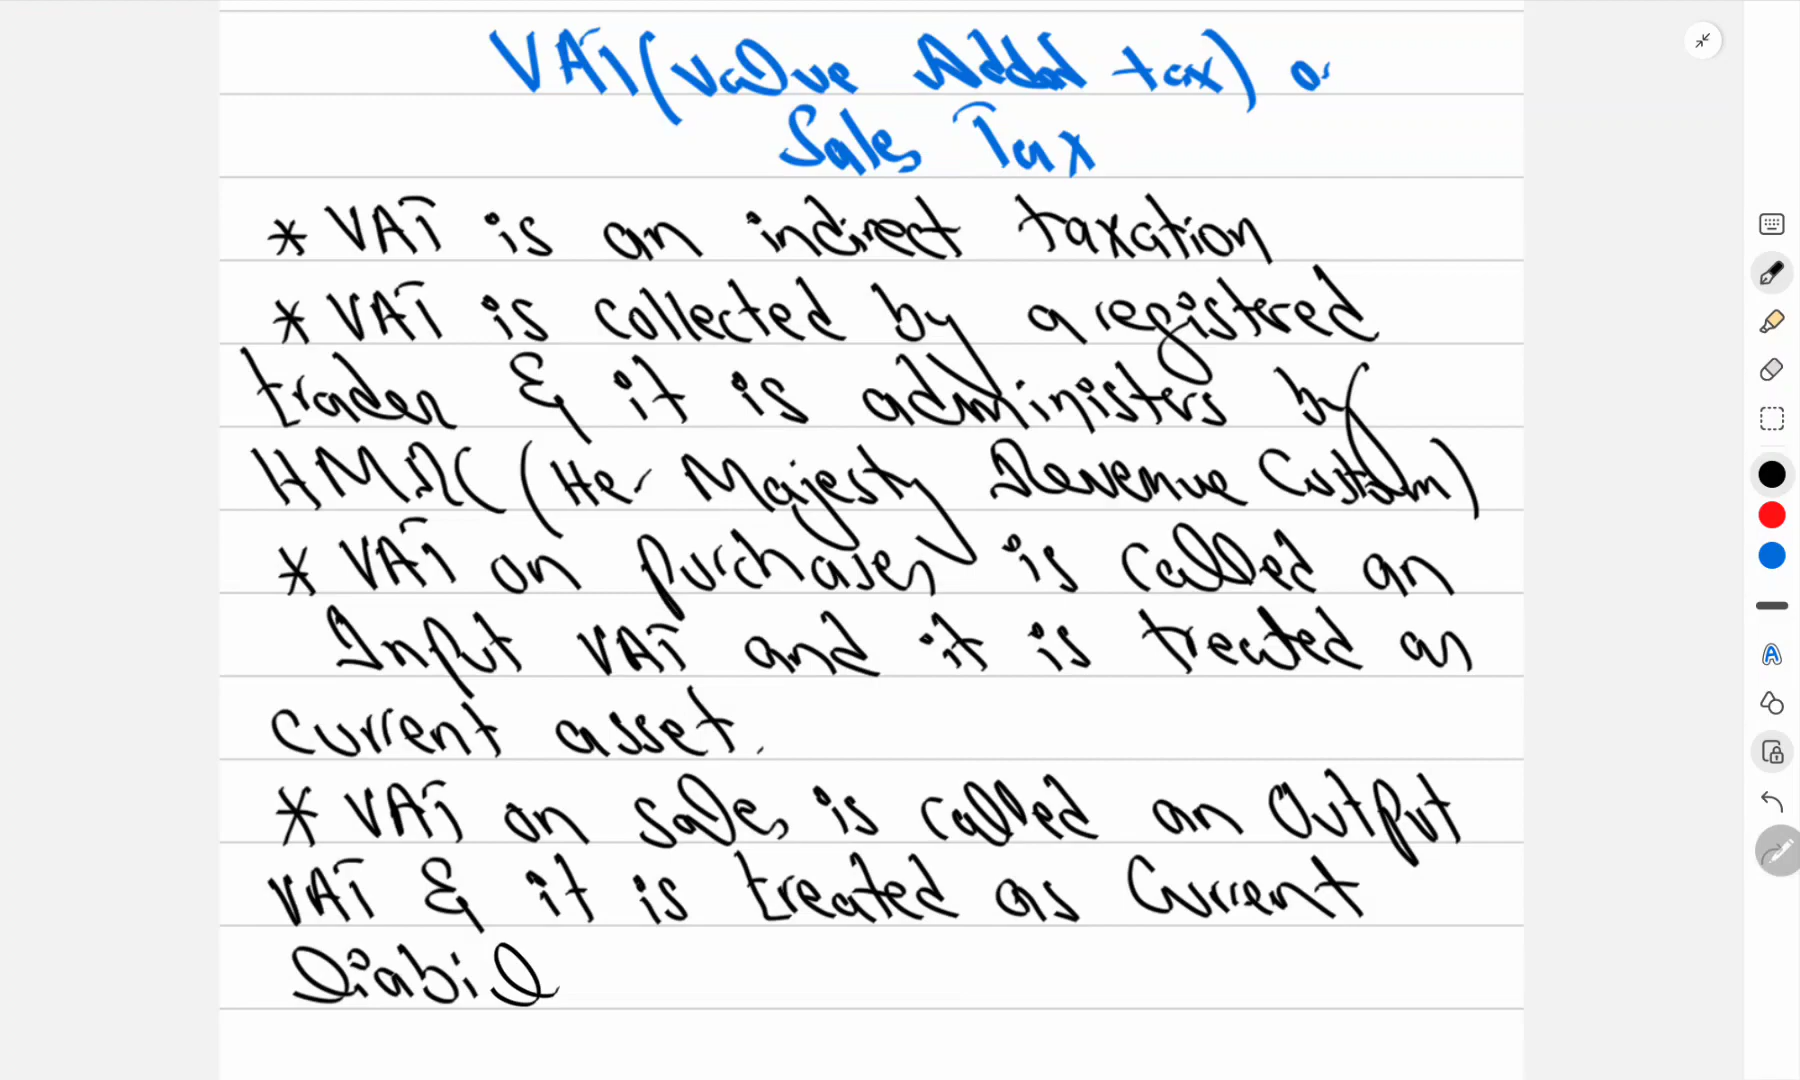 VAT (Value Added tax) or
Sales Tax
* VAT is an indirect taxation
* VAT is collected by a registered
trader & it is administers by
HMRC (Her Majesty Revenue Custom)
* VAT on purchases is called an
Input VAT and it is treated as
current asset.
* VAT on sales is called an Output
VAT & it is treated as Current
liabil